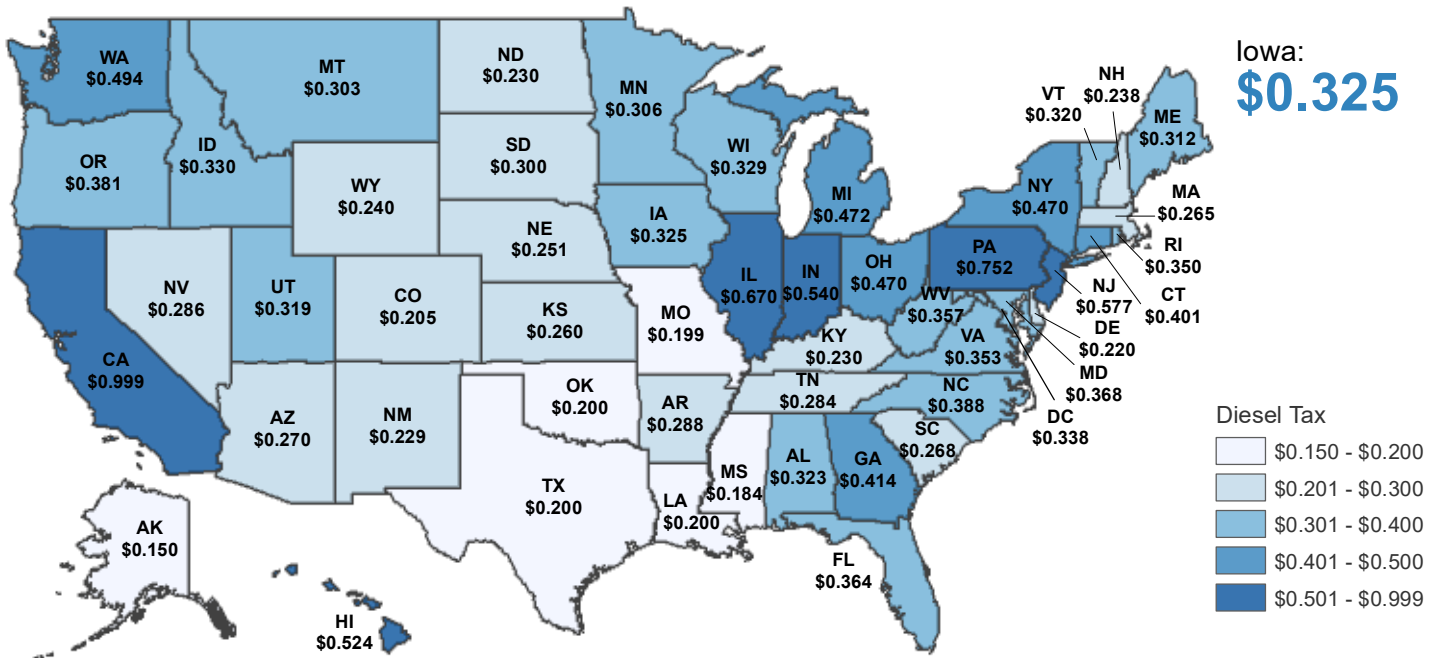 WA
$0.494
MT
$0.303
ND
$0.230
MN
$0.306
Iowa:
$0.325
NH
$0.238
VT
$0.320
ME
$0.312
OR
$0.381
ID
$0.330
WY
$0.240
SD
$0.300
WI
$0.329
MI
$0.472
NY
$0.470
MA
$0.265
RI
$0.350
CT
$0.401
NV
$0.286
UT
$0.319
CO
$0.205
NE
$0.251
IA
$0.325
IL
$0.670
IN
$0.540
OH
$0.470
PA
$0.752
NJ
$0.577
DE
$0.220
MD
$0.368
DC
$0.338
CA
$0.999
KS
$0.260
MO
$0.199
KY
$0.230
WV
$0.357
VA
$0.353
AZ
$0.270
NM
$0.229
OK
$0.200
AR
$0.288
TN
$0.284
NC
$0.388
SC
$0.268
TX
$0.200
LA
$0.200
MS
$0.184
AL
$0.323
GA
$0.414
FL
$0.364
AK
$0.150
HI
$0.524
Diesel Tax
$0.150 - $0.200
$0.201 - $0.300
$0.301 - $0.400
$0.401 - $0.500
$0.501 - $0.999